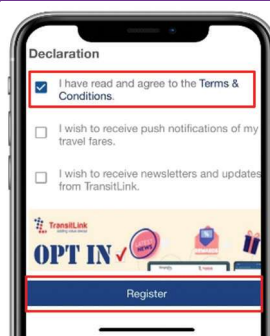 Declaration
I have read and agree to the Terms &
Conditions.
I wish to receive push notifications of my
travel fares.
I wish to receive newsletters and updates
from TransitLink.
TransitLink
OPT IN
LATEST
NEWS
Register